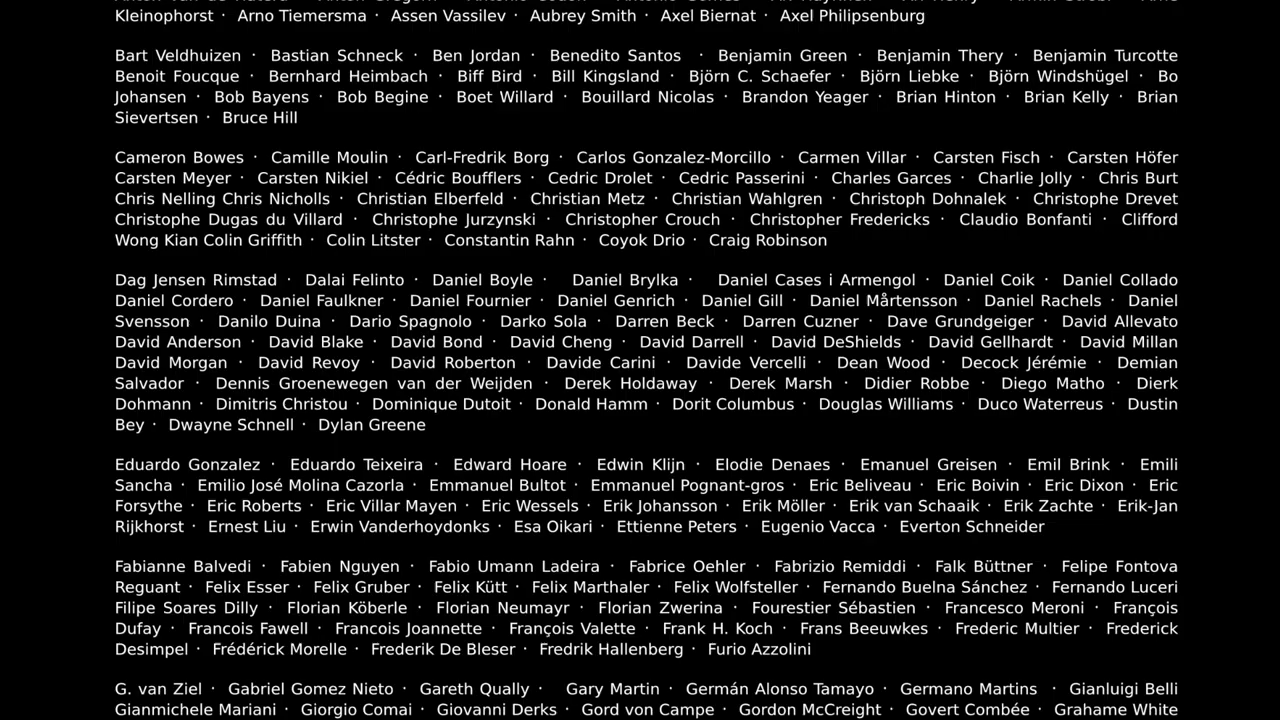 Kleinophorst · Arno Tiemersma · Assen Vassilev · Aubrey Smith · Axel Biernat · Axel Philipsenburg
Bart Veldhuizen · Bastian Schneck · Ben Jordan · Benedito Santos · Benjamin Green · Benjamin Thery · Benjamin Turcotte
Benoit Foucque · Bernhard Heimbach · Biff Bird · Bill Kingsland · Björn C. Schaefer · Björn Liebke · Björn Windshügel · Bo
Johansen · Bob Bayens · Bob Begine · Boet Willard · Bouillard Nicolas · Brandon Yeager · Brian Hinton · Brian Kelly · Brian
Sievertsen · Bruce Hill
Cameron Bowes · Camille Moulin · Carl-Fredrik Borg · Carlos Gonzalez-Morcillo · Carmen Villar · Carsten Fisch · Carsten Höfer
Carsten Meyer · Carsten Nikiel · Cédric Boufflers · Cedric Drolet · Cedric Passerini · Charles Garces · Charlie Jolly · Chris Burt
Chris Nelling Chris Nicholls · Christian Elberfeld · Christian Metz · Christian Wahlgren · Christoph Dohnalek · Christophe Drevet
Christophe Dugas du Villard · Christophe Jurzynski · Christopher Crouch · Christopher Fredericks · Claudio Bonfanti · Clifford
Wong Kian Colin Griffith · Colin Litster · Constantin Rahn · Coyok Drio · Craig Robinson
Dag Jensen Rimstad · Dalai Felinto · Daniel Boyle · Daniel Brylka · Daniel Cases i Armengol · Daniel Coik · Daniel Collado
Daniel Cordero · Daniel Faulkner · Daniel Fournier · Daniel Genrich · Daniel Gill · Daniel Mårtensson · Daniel Rachels · Daniel
Svensson · Danilo Duina · Dario Spagnolo · Darko Sola · Darren Beck · Darren Cuzner · Dave Grundgeiger · David Allevato
David Anderson · David Blake · David Bond · David Cheng · David Darrell · David DeShields · David Gellhardt · David Millan
David Morgan · David Revoy · David Roberton · Davide Carini · Davide Vercelli · Dean Wood · Decock Jérémie · Demian
Salvador · Dennis Groenewegen van der Weijden · Derek Holdaway · Derek Marsh · Didier Robbe · Diego Matho · Dierk
Dohmann · Dimitris Christou · Dominique Dutoit · Donald Hamm · Dorit Columbus · Douglas Williams · Duco Waterreus · Dustin
Bey · Dwayne Schnell · Dylan Greene
Eduardo Gonzalez · Eduardo Teixeira · Edward Hoare · Edwin Klijn · Elodie Denaes · Emanuel Greisen · Emil Brink · Emili
Sancha · Emilio José Molina Cazorla · Emmanuel Bultot · Emmanuel Pognant-gros · Eric Beliveau · Eric Boivin · Eric Dixon · Eric
Forsythe · Eric Roberts · Eric Villar Mayen · Eric Wessels · Erik Johansson · Erik Möller · Erik van Schaaik · Erik Zachte · Erik-Jan
Rijkhorst · Ernest Liu · Erwin Vanderhoydonks · Esa Oikari · Ettienne Peters · Eugenio Vacca · Everton Schneider
Fabianne Balvedi · Fabien Nguyen · Fabio Umann Ladeira · Fabrice Oehler · Fabrizio Remiddi · Falk Büttner · Felipe Fontova
Reguant · Felix Esser · Felix Gruber · Felix Kütt · Felix Marthaler · Felix Wolfsteller · Fernando Buelna Sánchez · Fernando Luceri
Filipe Soares Dilly · Florian Köberle · Florian Neumayr · Florian Zwerina · Fourestier Sébastien · Francesco Meroni · François
Dufay · Francois Fawell · Francois Joannette · François Valette · Frank H. Koch · Frans Beeuwkes · Frederic Multier · Frederick
Desimpel · Frédérick Morelle · Frederik De Bleser · Fredrik Hallenberg · Furio Azzolini
G. van Ziel · Gabriel Gomez Nieto · Gareth Qually · Gary Martin · Germán Alonso Tamayo · Germano Martins · Gianluigi Belli
Gianmichele Mariani · Giorgio Comai · Giovanni Derks · Gord von Campe · Gordon McCreight · Govert Combée · Grahame White